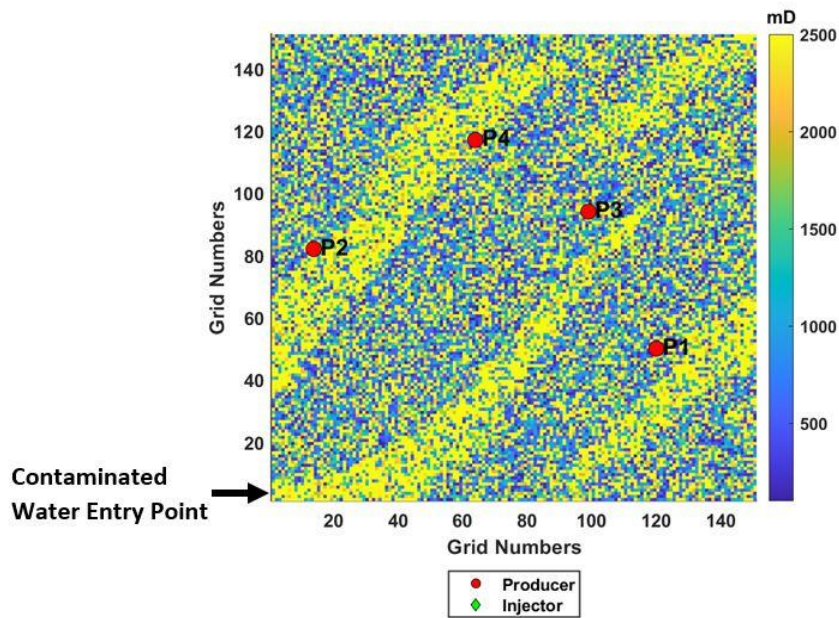 mD
140
120
100
80
60
40
20
Grid Numbers
P4
P3
P2
P1
2500
2000
1500
1000
500
Contaminated
Water Entry Point
20 40 60 80 100 120 140
Grid Numbers
Producer
Injector